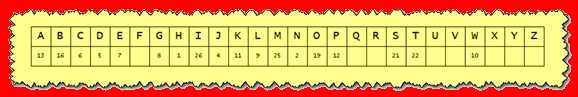 A B C D E F G H I J K L M N O P Q R S T U V W X Y Z
13 16 6 5 7 8 1 26 4 11 9 25 2 19 12 21 22 10